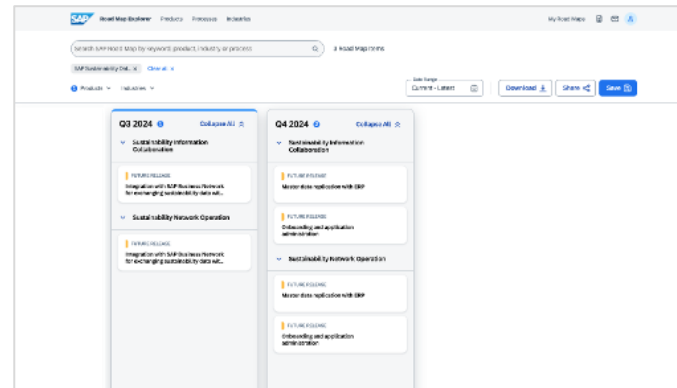 SAP Road Map Explorer Products Processes Industries My Road Maps
Search SAP Road Map by keyword, product, industry or process 3 Road Map Items
SAP Sustainability Dat... x Clear all x
Products Industries Date Range Current - Latest Download Share Save
Q3 2024 Collapse All
Sustainability Information
Collaboration
FUTURE RELEASE
Integration with SAP Business Network
for exchanging sustainability data wit...
Sustainability Network Operation
FUTURE RELEASE
Integration with SAP Business Network
for exchanging sustainability data wit...
Q4 2024 Collapse All
Sustainability Information
Collaboration
FUTURE RELEASE
Master data replication with ERP
FUTURE RELEASE
Onboarding and application
administration
Sustainability Network Operation
FUTURE RELEASE
Master data replication with ERP
FUTURE RELEASE
Onboarding and application
administration